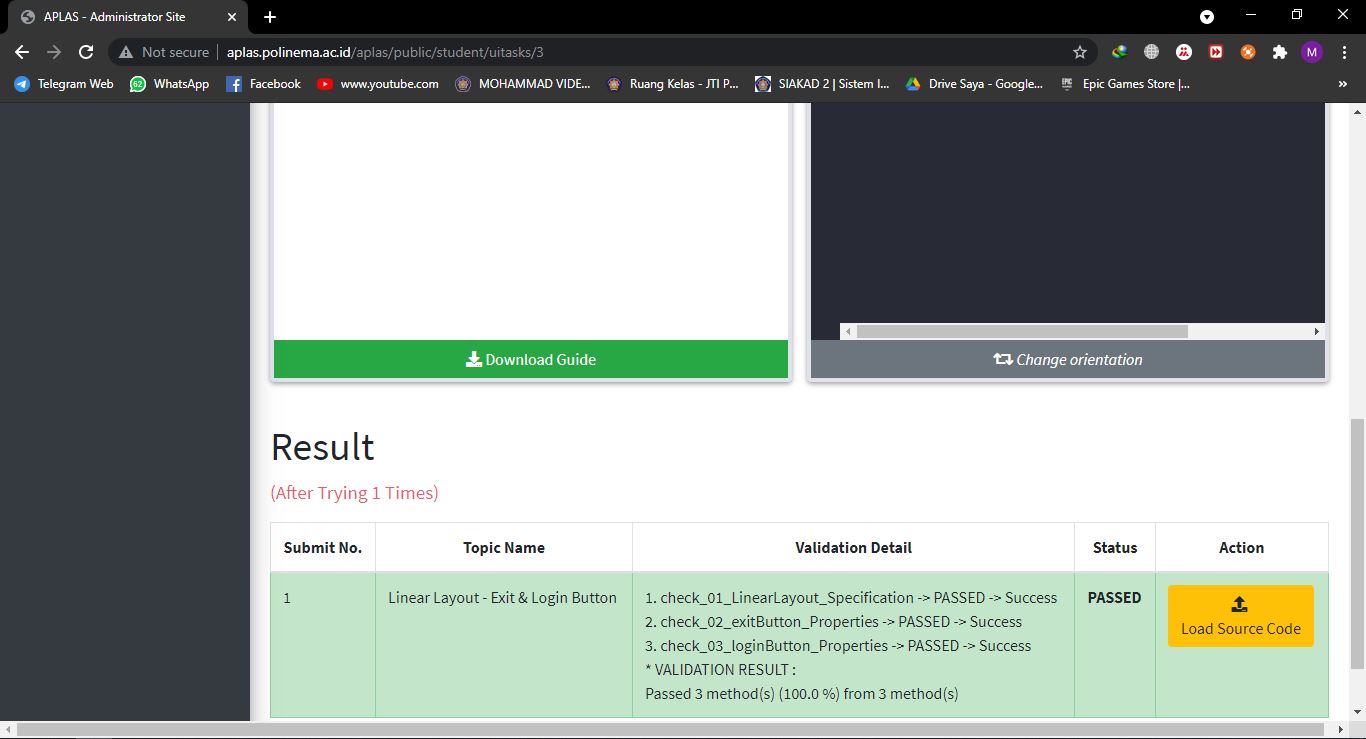 APLAS - Administrator Site
Not secure aplas.polinema.ac.id/aplas/public/student/uitasks/3
M
Telegram Web
62
WhatsApp
Facebook
www.youtube.com
MOHAMMAD VIDE...
Ruang Kelas - JTI P...
SIAKAD 2 | Sistem I...
Drive Saya - Google...
Epic Games Store |...
»
Download Guide
Change orientation
Result
(After Trying 1 Times)
Submit No. Topic Name Validation Detail Status Action
1 Linear Layout - Exit & Login Button
1. check_01_LinearLayout_Specification -> PASSED -> Success
2. check_02_exitButton_Properties -> PASSED -> Success
3. check_03_loginButton_Properties -> PASSED -> Success
* VALIDATION RESULT :
Passed 3 method(s) (100.0 %) from 3 method(s)
PASSED
Load Source Code